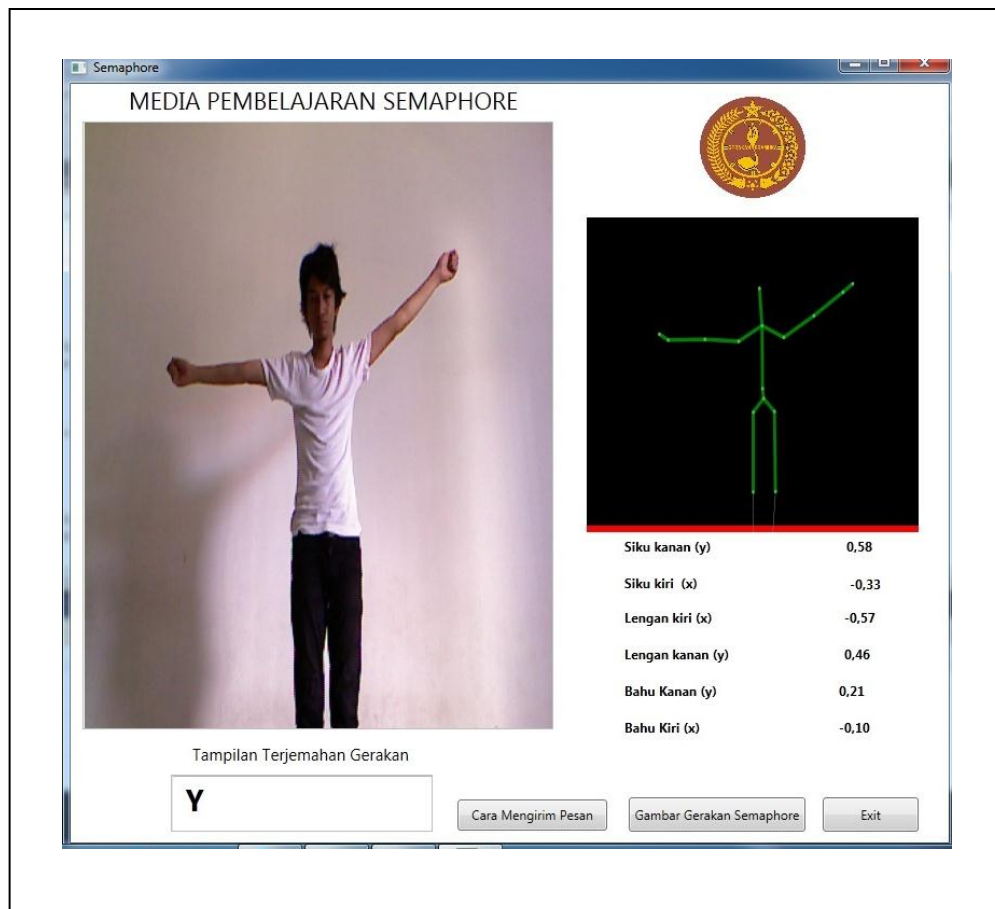 Semaphore
MEDIA PEMBELAJARAN SEMAPHORE
Siku kanan (y) 0,58
Siku kiri (x) -0,33
Lengan kiri (x) -0,57
Lengan kanan (y) 0,46
Bahu Kanan (y) 0,21
Bahu Kiri (x) -0,10
Tampilan Terjemahan Gerakan
Y
Cara Mengirim Pesan
Gambar Gerakan Semaphore
Exit